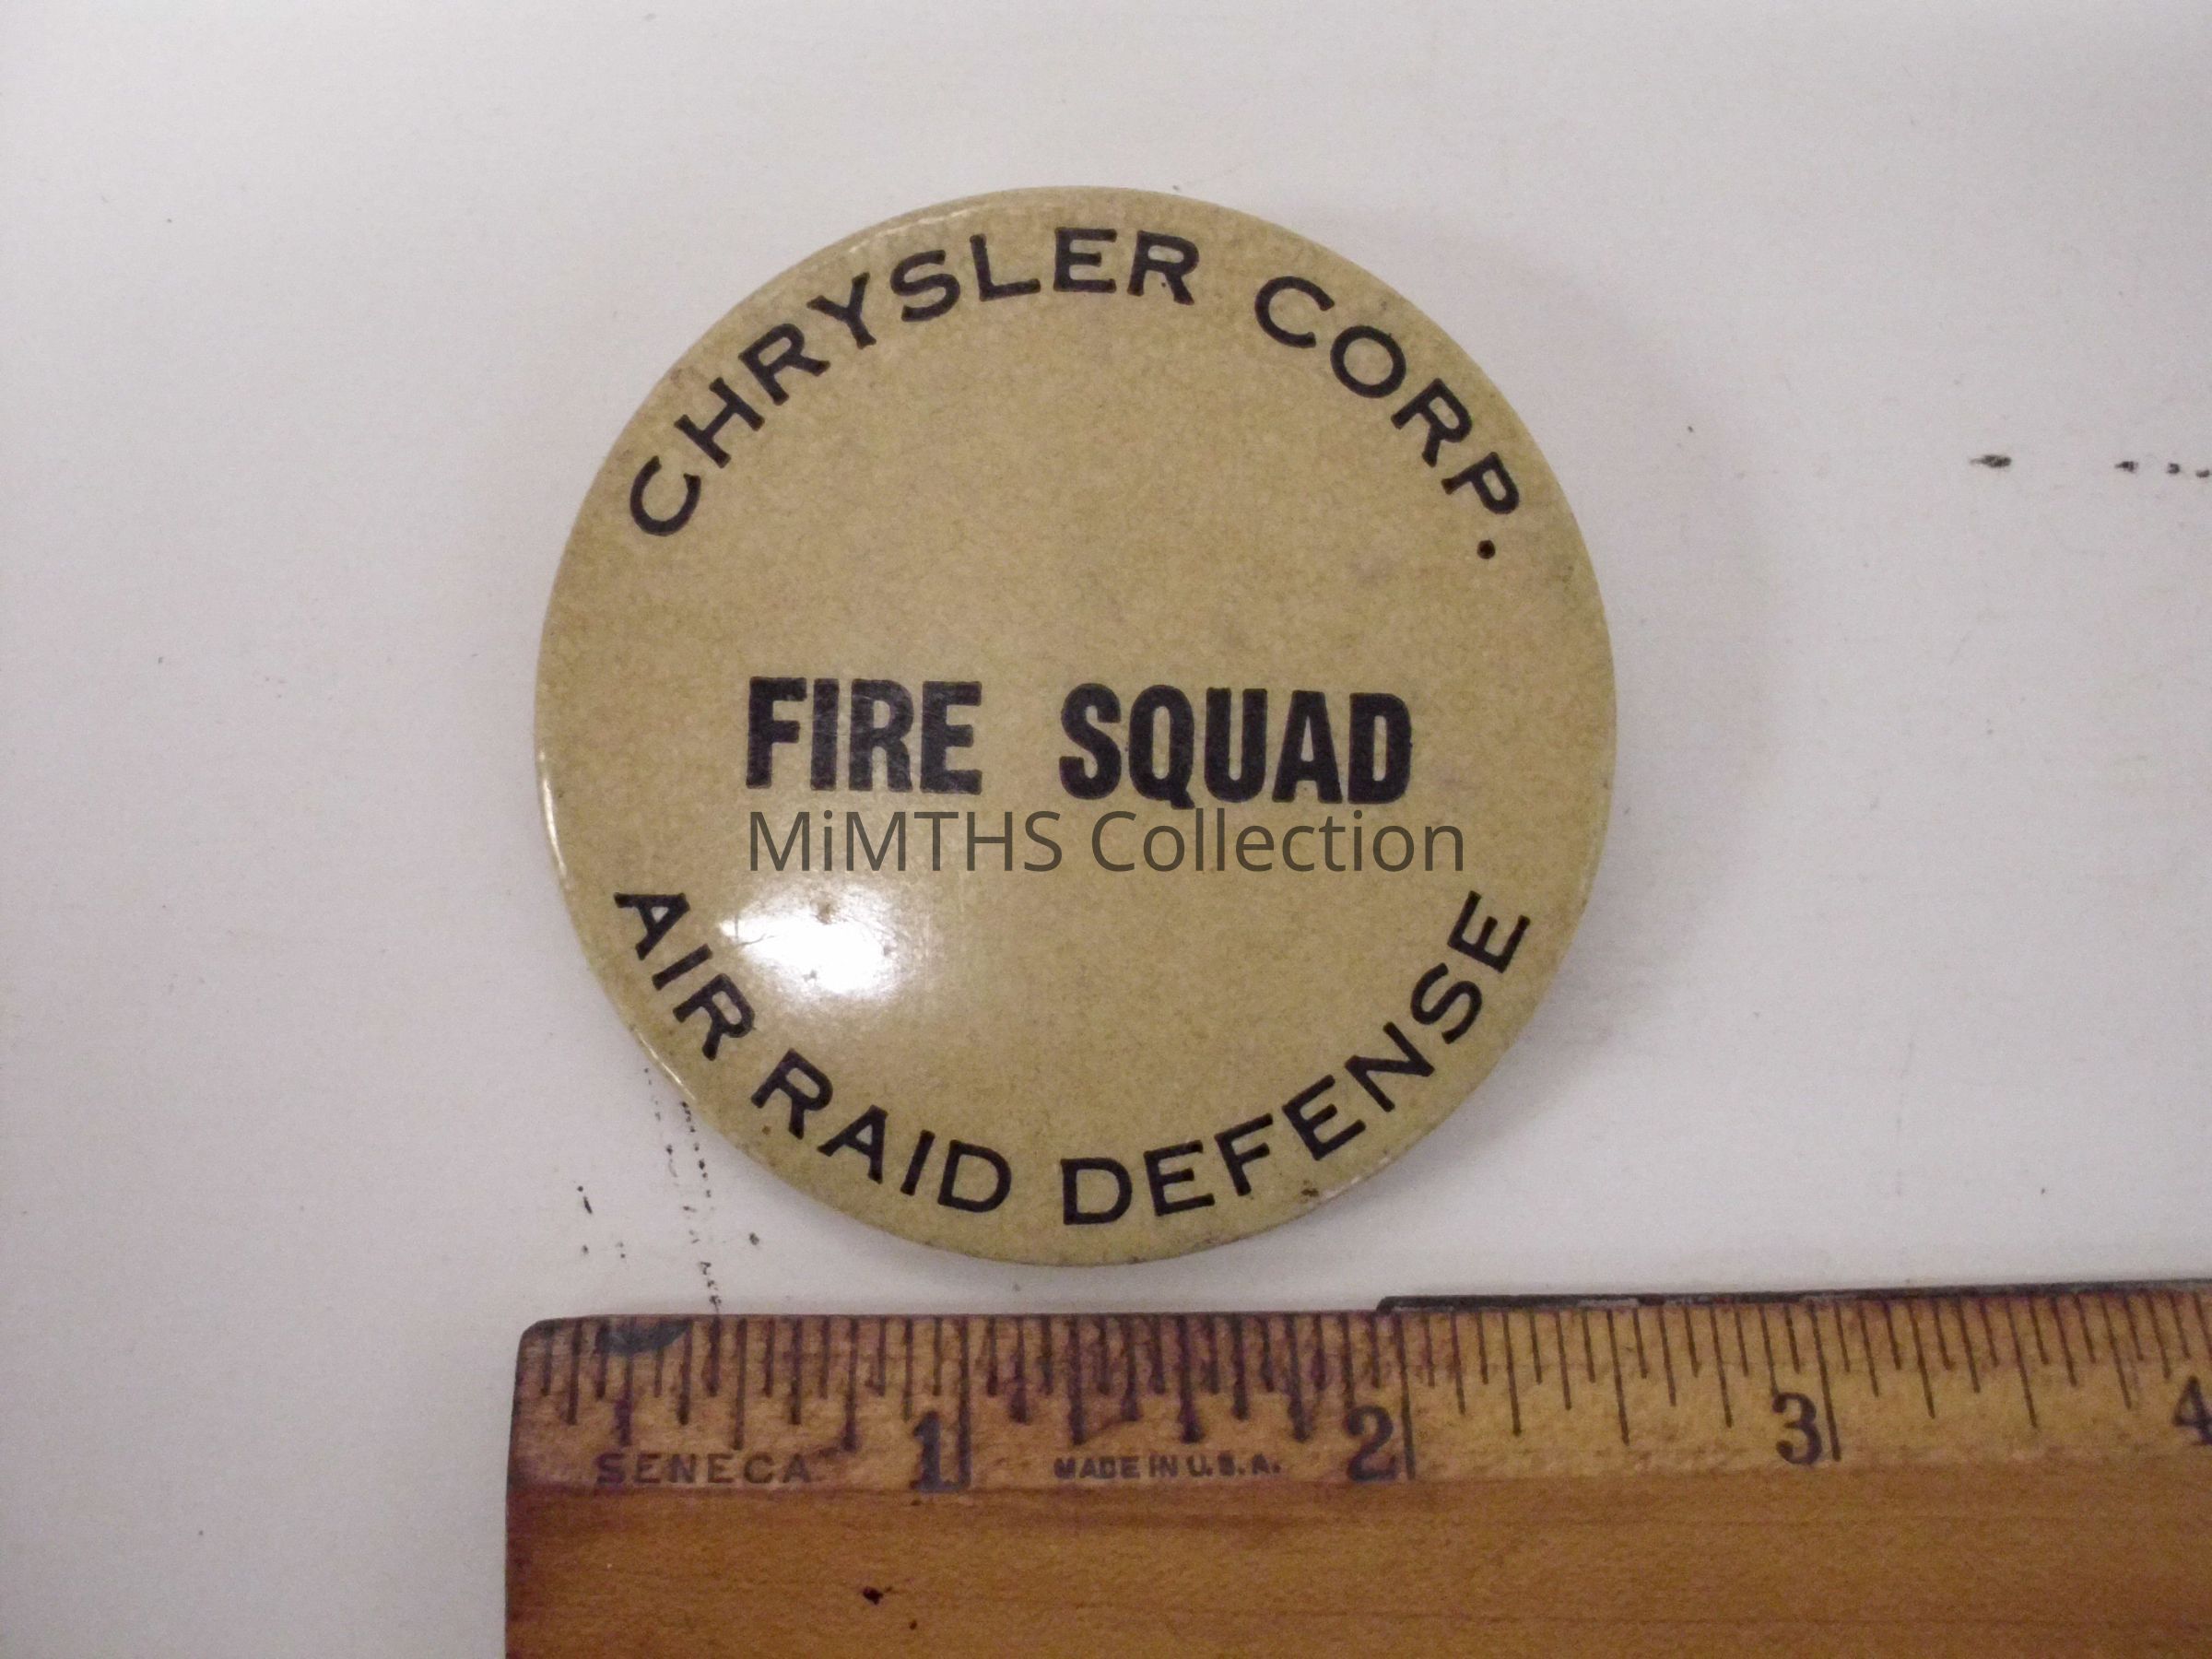 CHRYSLER CORP.
FIRE SQUAD
MiMTHS Collection
AIR RAID DEFENSE
1 2 3 4
SENECA MADE IN U.S.A.